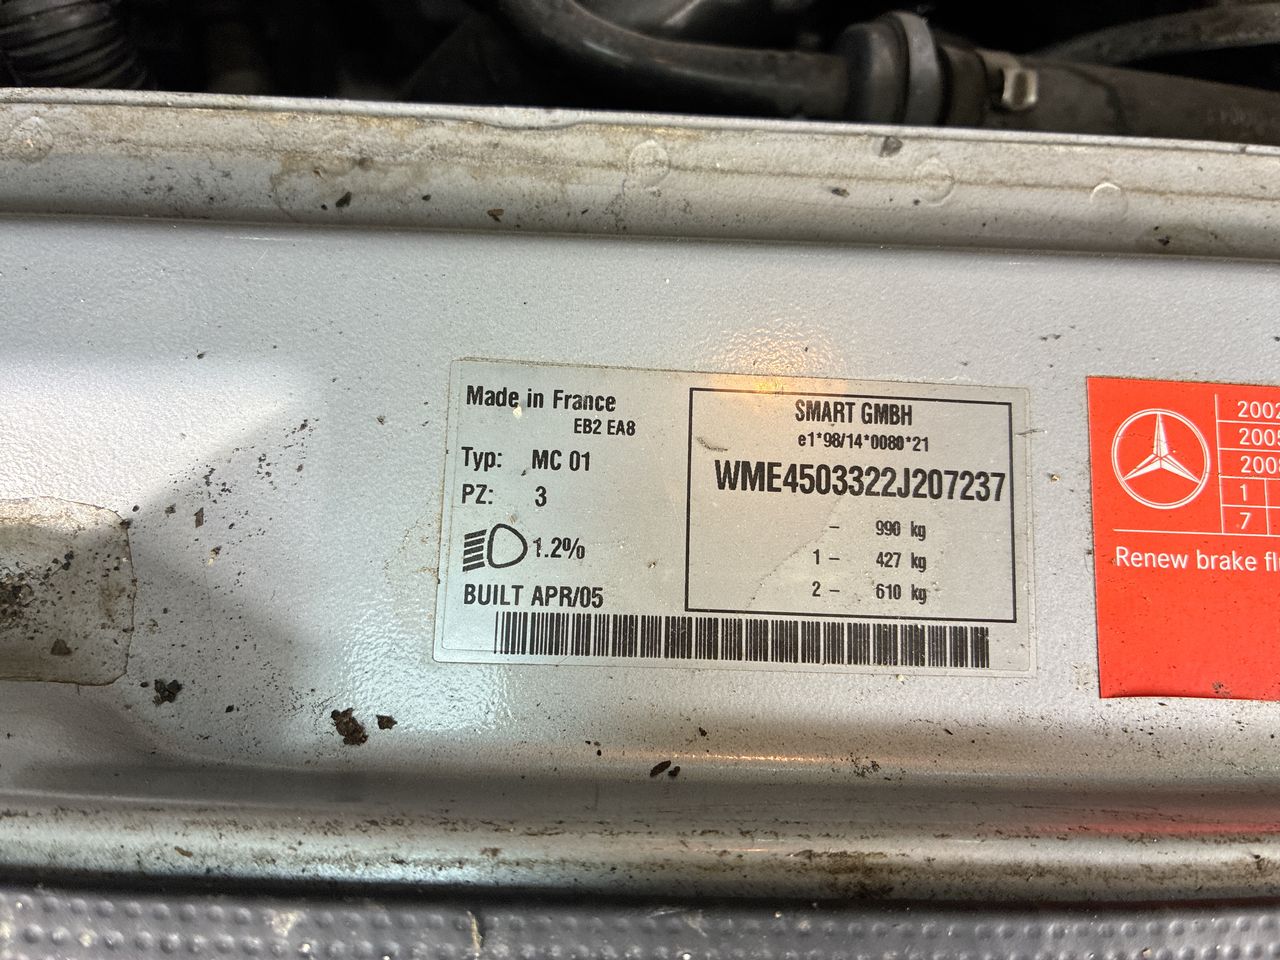 Made in France
EB2 EA8
Typ: MC 01
PZ: 3
1.2%
BUILT APR/05
SMART GMBH
e1*98/14*0080*21
WME4503322J207237
– 990 kg
1 – 427 kg
2 – 610 kg
2002
2005
2008
1
7
Renew brake